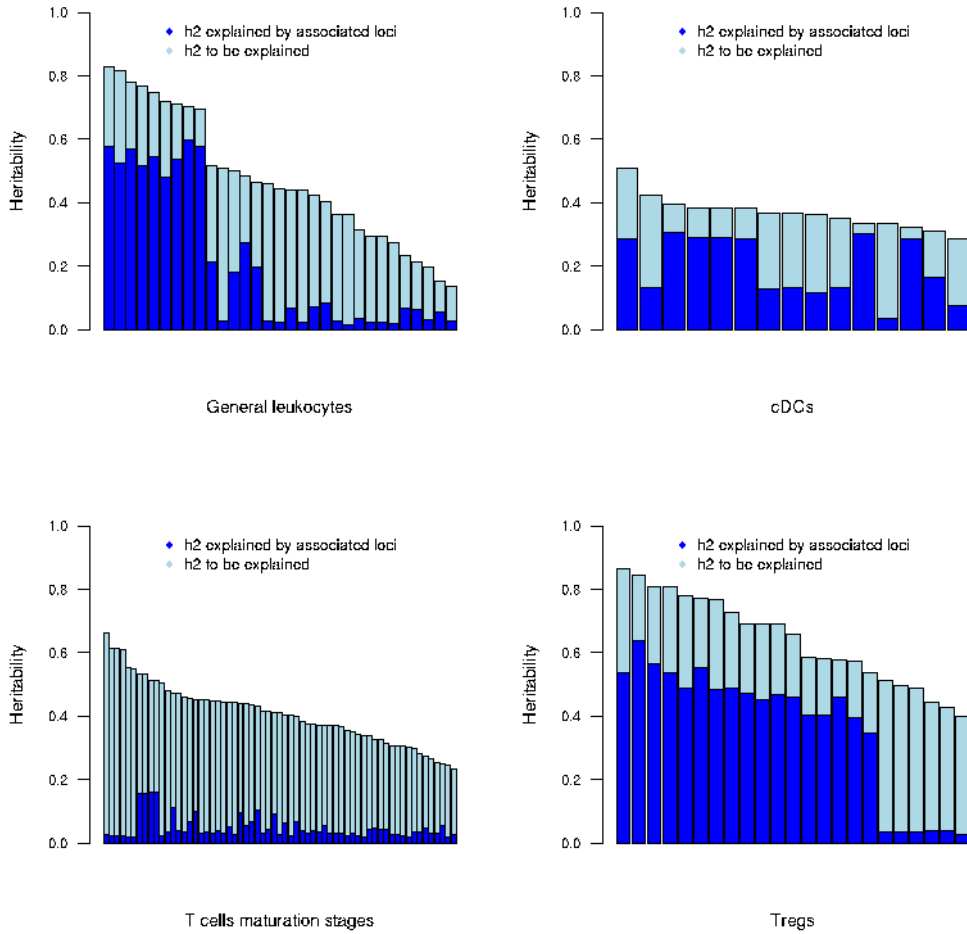 1.0
0.8
0.6
0.4
0.2
0.0
Heritability
h2 explained by associated loci
h2 to be explained
General leukocytes
1.0
0.8
0.6
0.4
0.2
0.0
Heritability
h2 explained by associated loci
h2 to be explained
cDCs
1.0
0.8
0.6
0.4
0.2
0.0
Heritability
h2 explained by associated loci
h2 to be explained
T cells maturation stages
1.0
0.8
0.6
0.4
0.2
0.0
Heritability
h2 explained by associated loci
h2 to be explained
Tregs